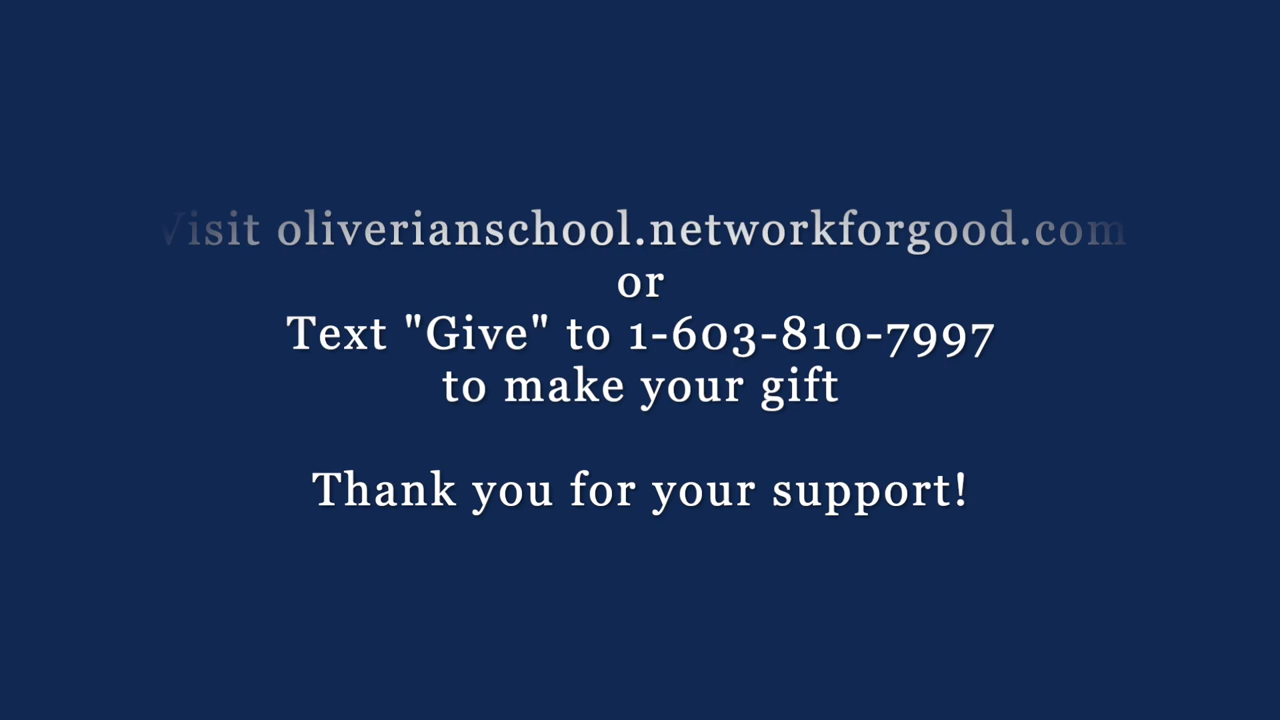 Visit oliverianschool.networkforgood.com
or
Text "Give" to 1-603-810-7997
to make your gift
Thank you for your support!